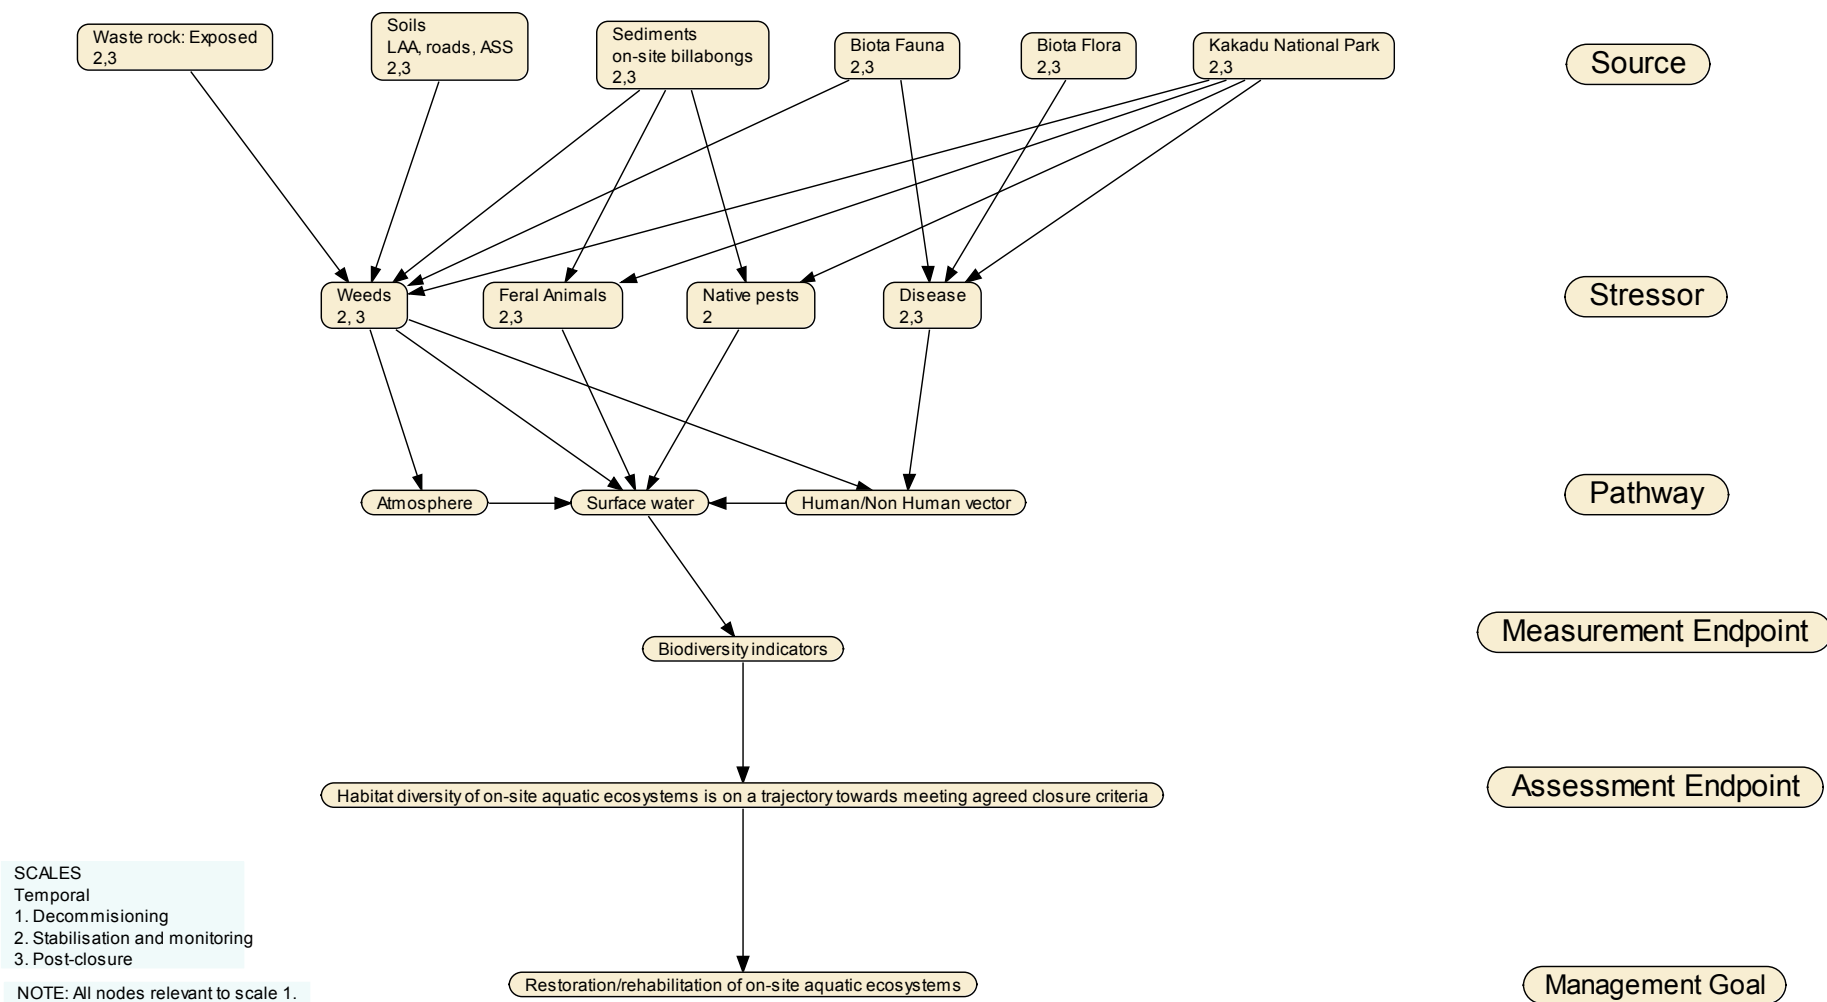 Waste rock: Exposed
2,3
Soils
LAA, roads, ASS
2,3
Sediments
on-site billabongs
2,3
Biota Fauna
2,3
Biota Flora
2,3
Kakadu National Park
2,3
Source
Weeds
2, 3
Feral Animals
2,3
Native pests
2
Disease
2,3
Stressor
Atmosphere
Surface water
Human/Non Human vector
Pathway
Biodiversity indicators
Measurement Endpoint
Habitat diversity of on-site aquatic ecosystems is on a trajectory towards meeting agreed closure criteria
Assessment Endpoint
SCALES
Temporal
1. Decommisioning
2. Stabilisation and monitoring
3. Post-closure
NOTE: All nodes relevant to scale 1.
Restoration/rehabilitation of on-site aquatic ecosystems
Management Goal